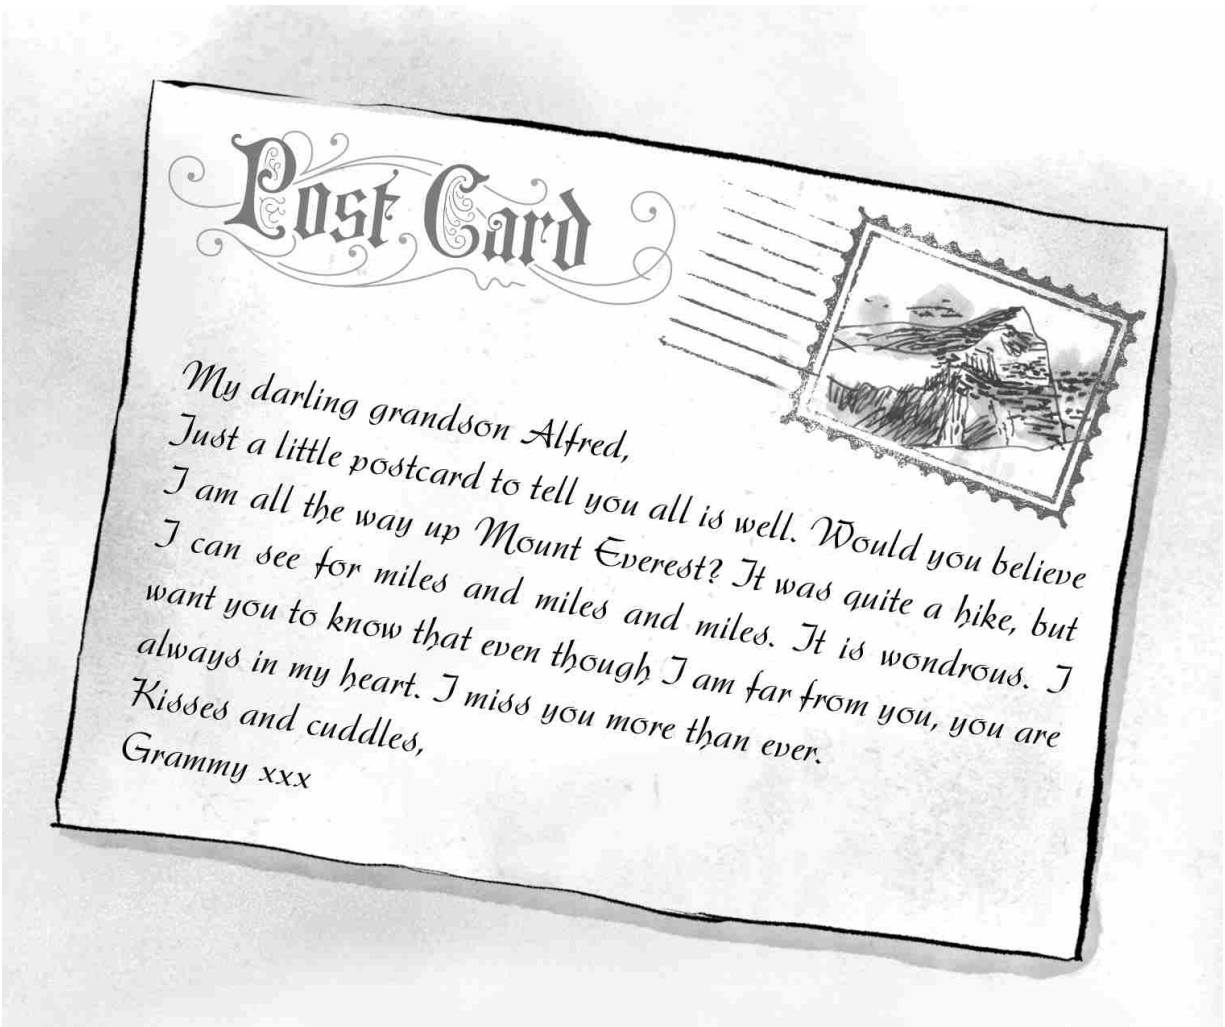 Post Card
My darling grandson Alfred,
Just a little postcard to tell you all is well. Would you believe
I am all the way up Mount Everest? It was quite a hike, but
I can see for miles and miles and miles. It is wondrous. I
want you to know that even though I am far from you, you are
always in my heart. I miss you more than ever.
Kisses and cuddles,
Grammy xxx